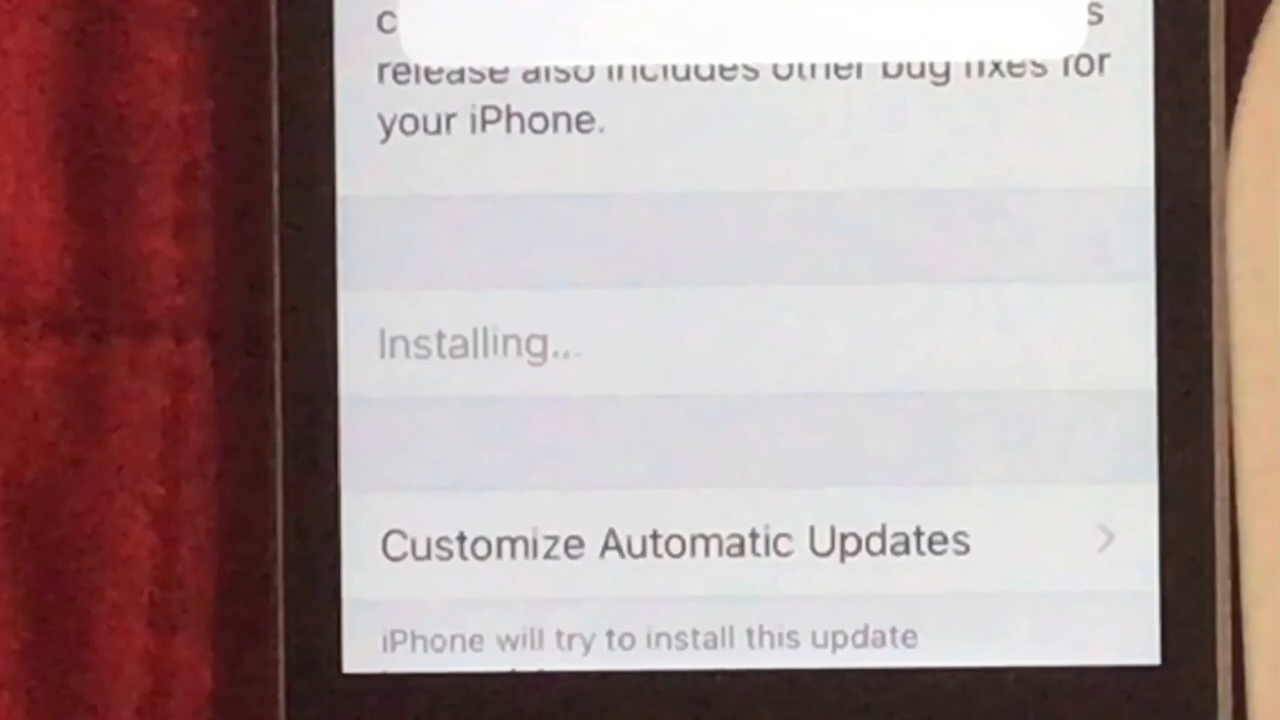 c s
release also includes other bug fixes for
your iPhone.
Installing...
Customize Automatic Updates
iPhone will try to install this update